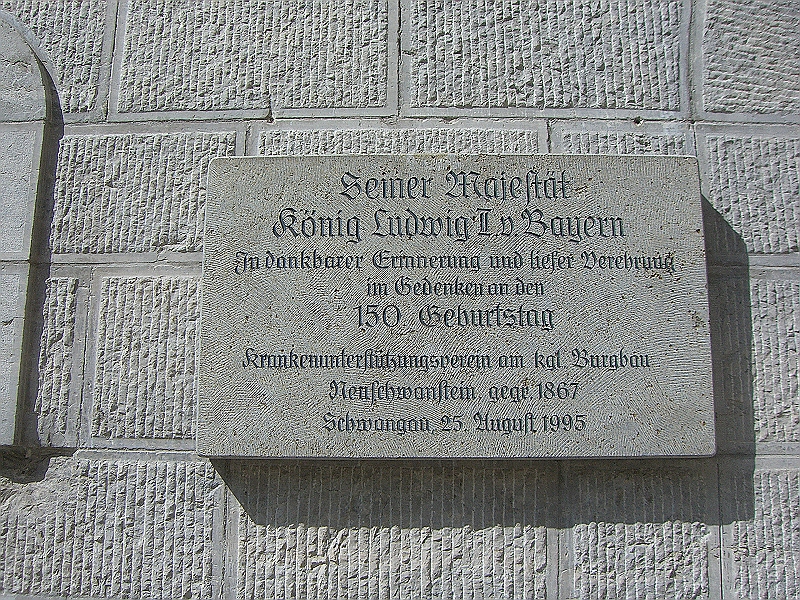 Seiner Majestät
König Ludwig II. v. Bayern
In dankbarer Erinnerung und tiefer Verehrung
im Gedenken an den
150. Geburtstag
Krankenunterstützungsverein am kgl. Burgbau
Neuschwanstein, gegr. 1867
Schwangau, 25. August 1995